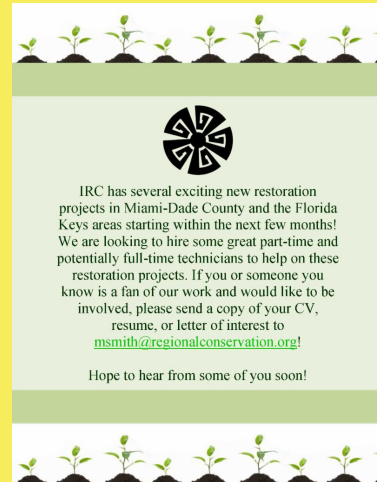 IRC has several exciting new restoration
projects in Miami-Dade County and the Florida
Keys areas starting within the next few months!
We are looking to hire some great part-time and
potentially full-time technicians to help on these
restoration projects. If you or someone you
know is a fan of our work and would like to be
involved, please send a copy of your CV,
resume, or letter of interest to
msmith@regionalconservation.org!
Hope to hear from some of you soon!